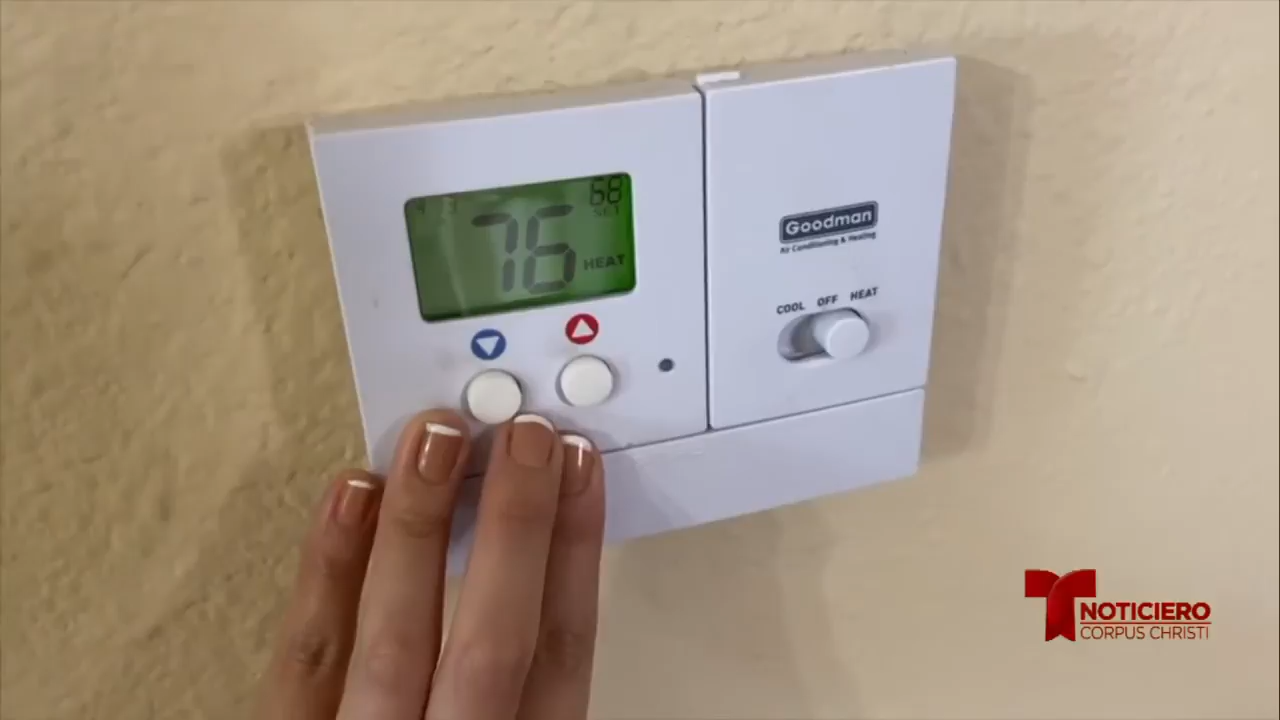 68
SET
76
HEAT
Goodman
Air Conditioning & Heating
COOL OFF HEAT
NOTICIERO
CORPUS CHRISTI